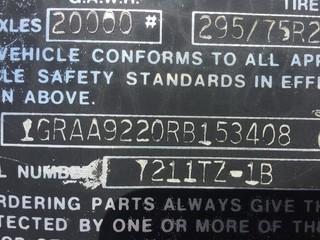 G.A.W.R. TIRE
XLES 20000# 295/75R2
VEHICLE CONFORMS TO ALL APP
LE SAFETY STANDARDS IN EFFE
N ABOVE.
1GRAA9220RB153408
L NUMBER 7211TZ-1B
RDERING PARTS ALWAYS GIVE TH
TECTED BY ONE OR MORE OF TH